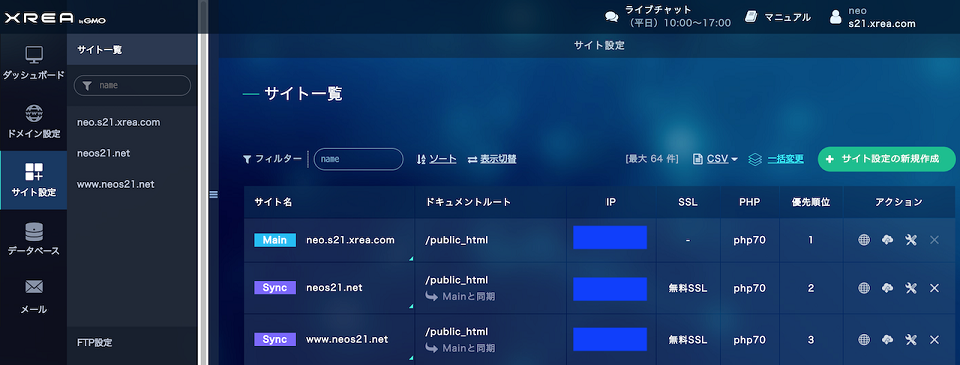 XREA by GMO
ライブチャット
(平日) 10:00〜17:00
マニュアル
neo
s21.xrea.com
ダッシュボード
ドメイン設定
サイト設定
データベース
メール
サイト一覧
name
neo.s21.xrea.com
neos21.net
www.neos21.net
FTP設定
サイト設定
サイト一覧
フィルター name ソート 表示切替 [最大 64 件] CSV 一括変更 + サイト設定の新規作成
サイト名 ドキュメントルート IP SSL PHP 優先順位 アクション
Main neo.s21.xrea.com /public_html - php70 1
Sync neos21.net /public_html 無料SSL php70 2
Mainと同期
Sync www.neos21.net /public_html 無料SSL php70 3
Mainと同期